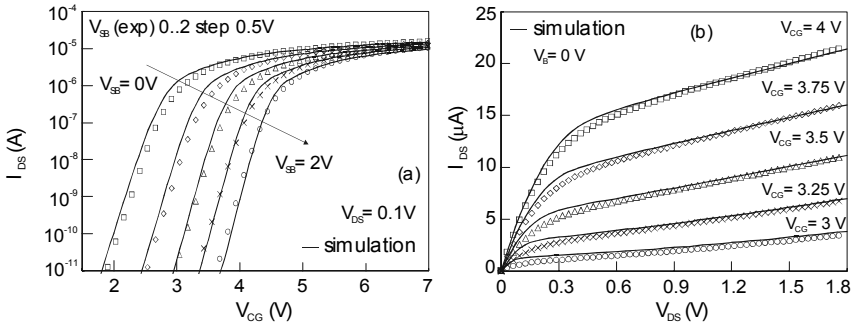 V_SB (exp) 0..2 step 0.5V
V_SB= 0V
V_SB= 2V
(a)
V_DS= 0.1V
— simulation
I_DS (A)
10^-4
10^-5
10^-6
10^-7
10^-8
10^-9
10^-10
10^-11
2 3 4 5 6 7
V_CG (V)
— simulation
V_B= 0 V
(b)
V_CG= 4 V
V_CG= 3.75 V
V_CG= 3.5 V
V_CG= 3.25 V
V_CG= 3 V
I_DS (μA)
25
20
15
10
5
0
0 0.3 0.6 0.9 1.2 1.5 1.8
V_DS (V)